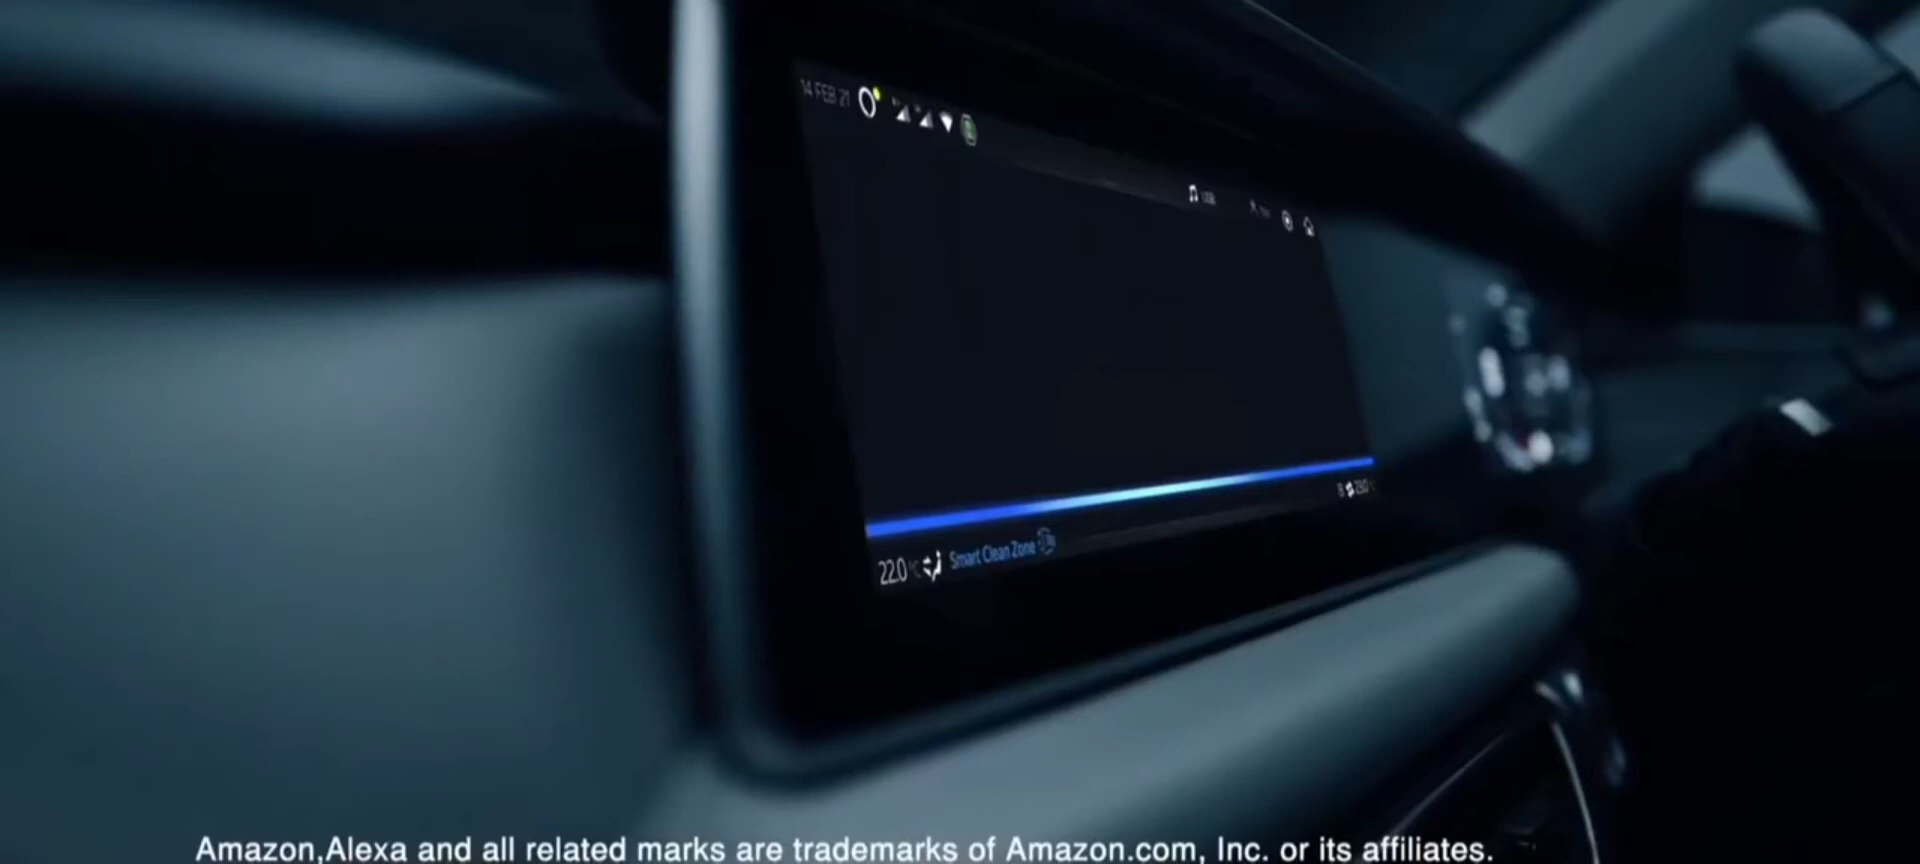 14 FEB 21
USB
22.0 °C Smart Clean Zone
Amazon,Alexa and all related marks are trademarks of Amazon.com, Inc. or its affiliates.